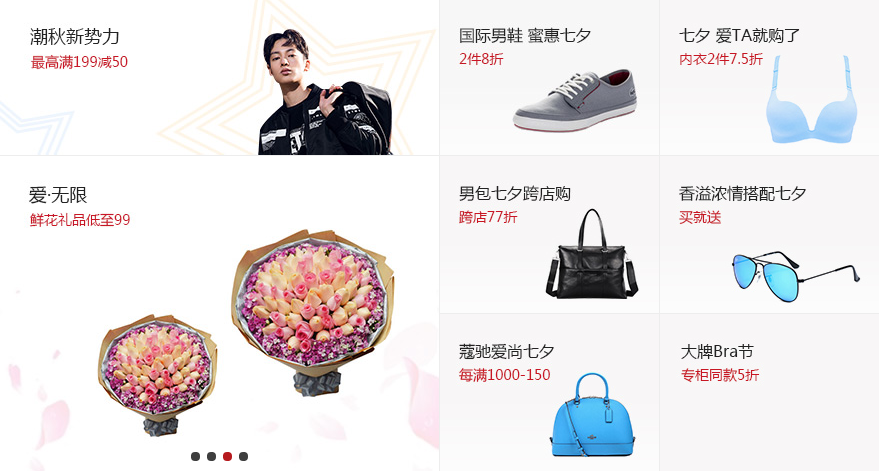 潮秋新势力
最高满199减50
国际男鞋 蜜惠七夕
2件8折
七夕 爱TA就购了
内衣2件7.5折
爱·无限
鲜花礼品低至99
男包七夕跨店购
跨店77折
香溢浓情搭配七夕
买就送
蔻驰爱尚七夕
每满1000-150
大牌Bra节
专柜同款5折